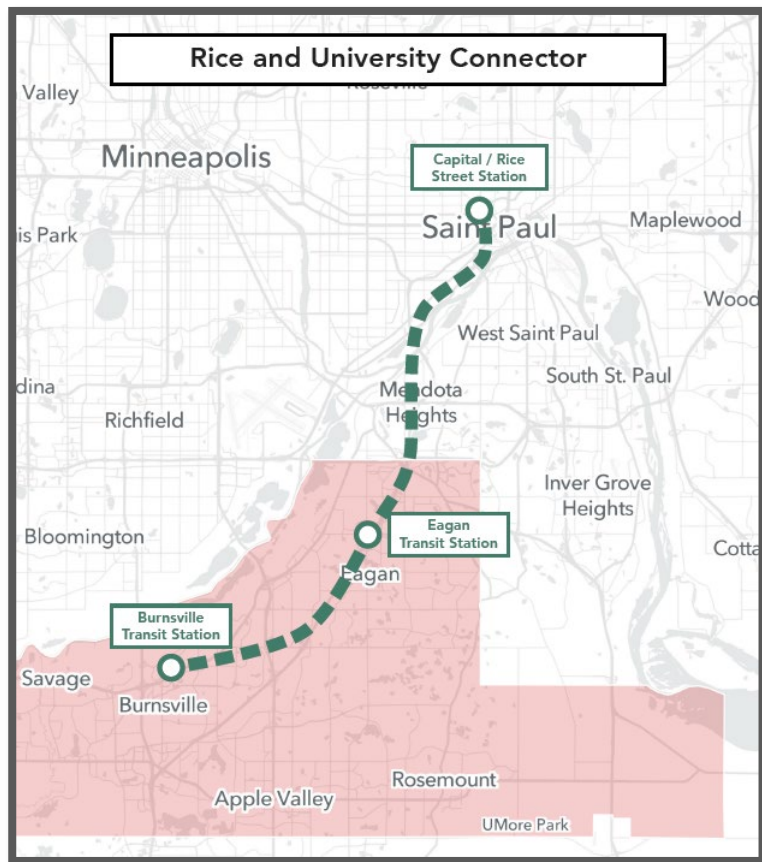 Rice and University Connector
Valley
Roseville
Minneapolis
Capital / Rice
Street Station
Saint Paul
Maplewood
is Park
Wood
West Saint Paul
dina
South St. Paul
Mendota
Heights
Richfield
Inver Grove
Heights
Bloomington
Eagan
Transit Station
Cotta
Eagan
Burnsville
Transit Station
Savage
Burnsville
Rosemount
Apple Valley
UMore Park